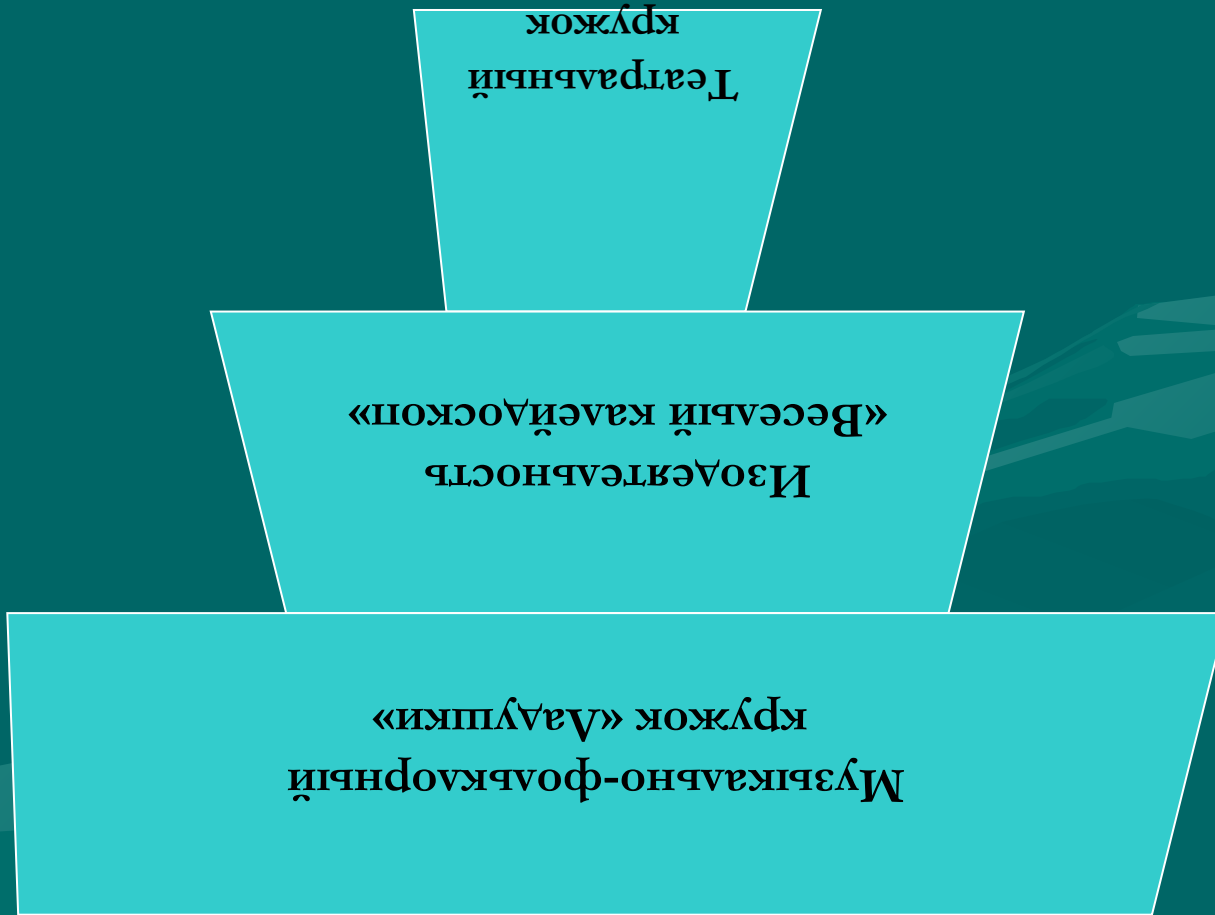 Музыкально-фольклорный
кружок «Ладушки»
Изодеятельность
«Веселый калейдоскоп»
Театральный
кружок